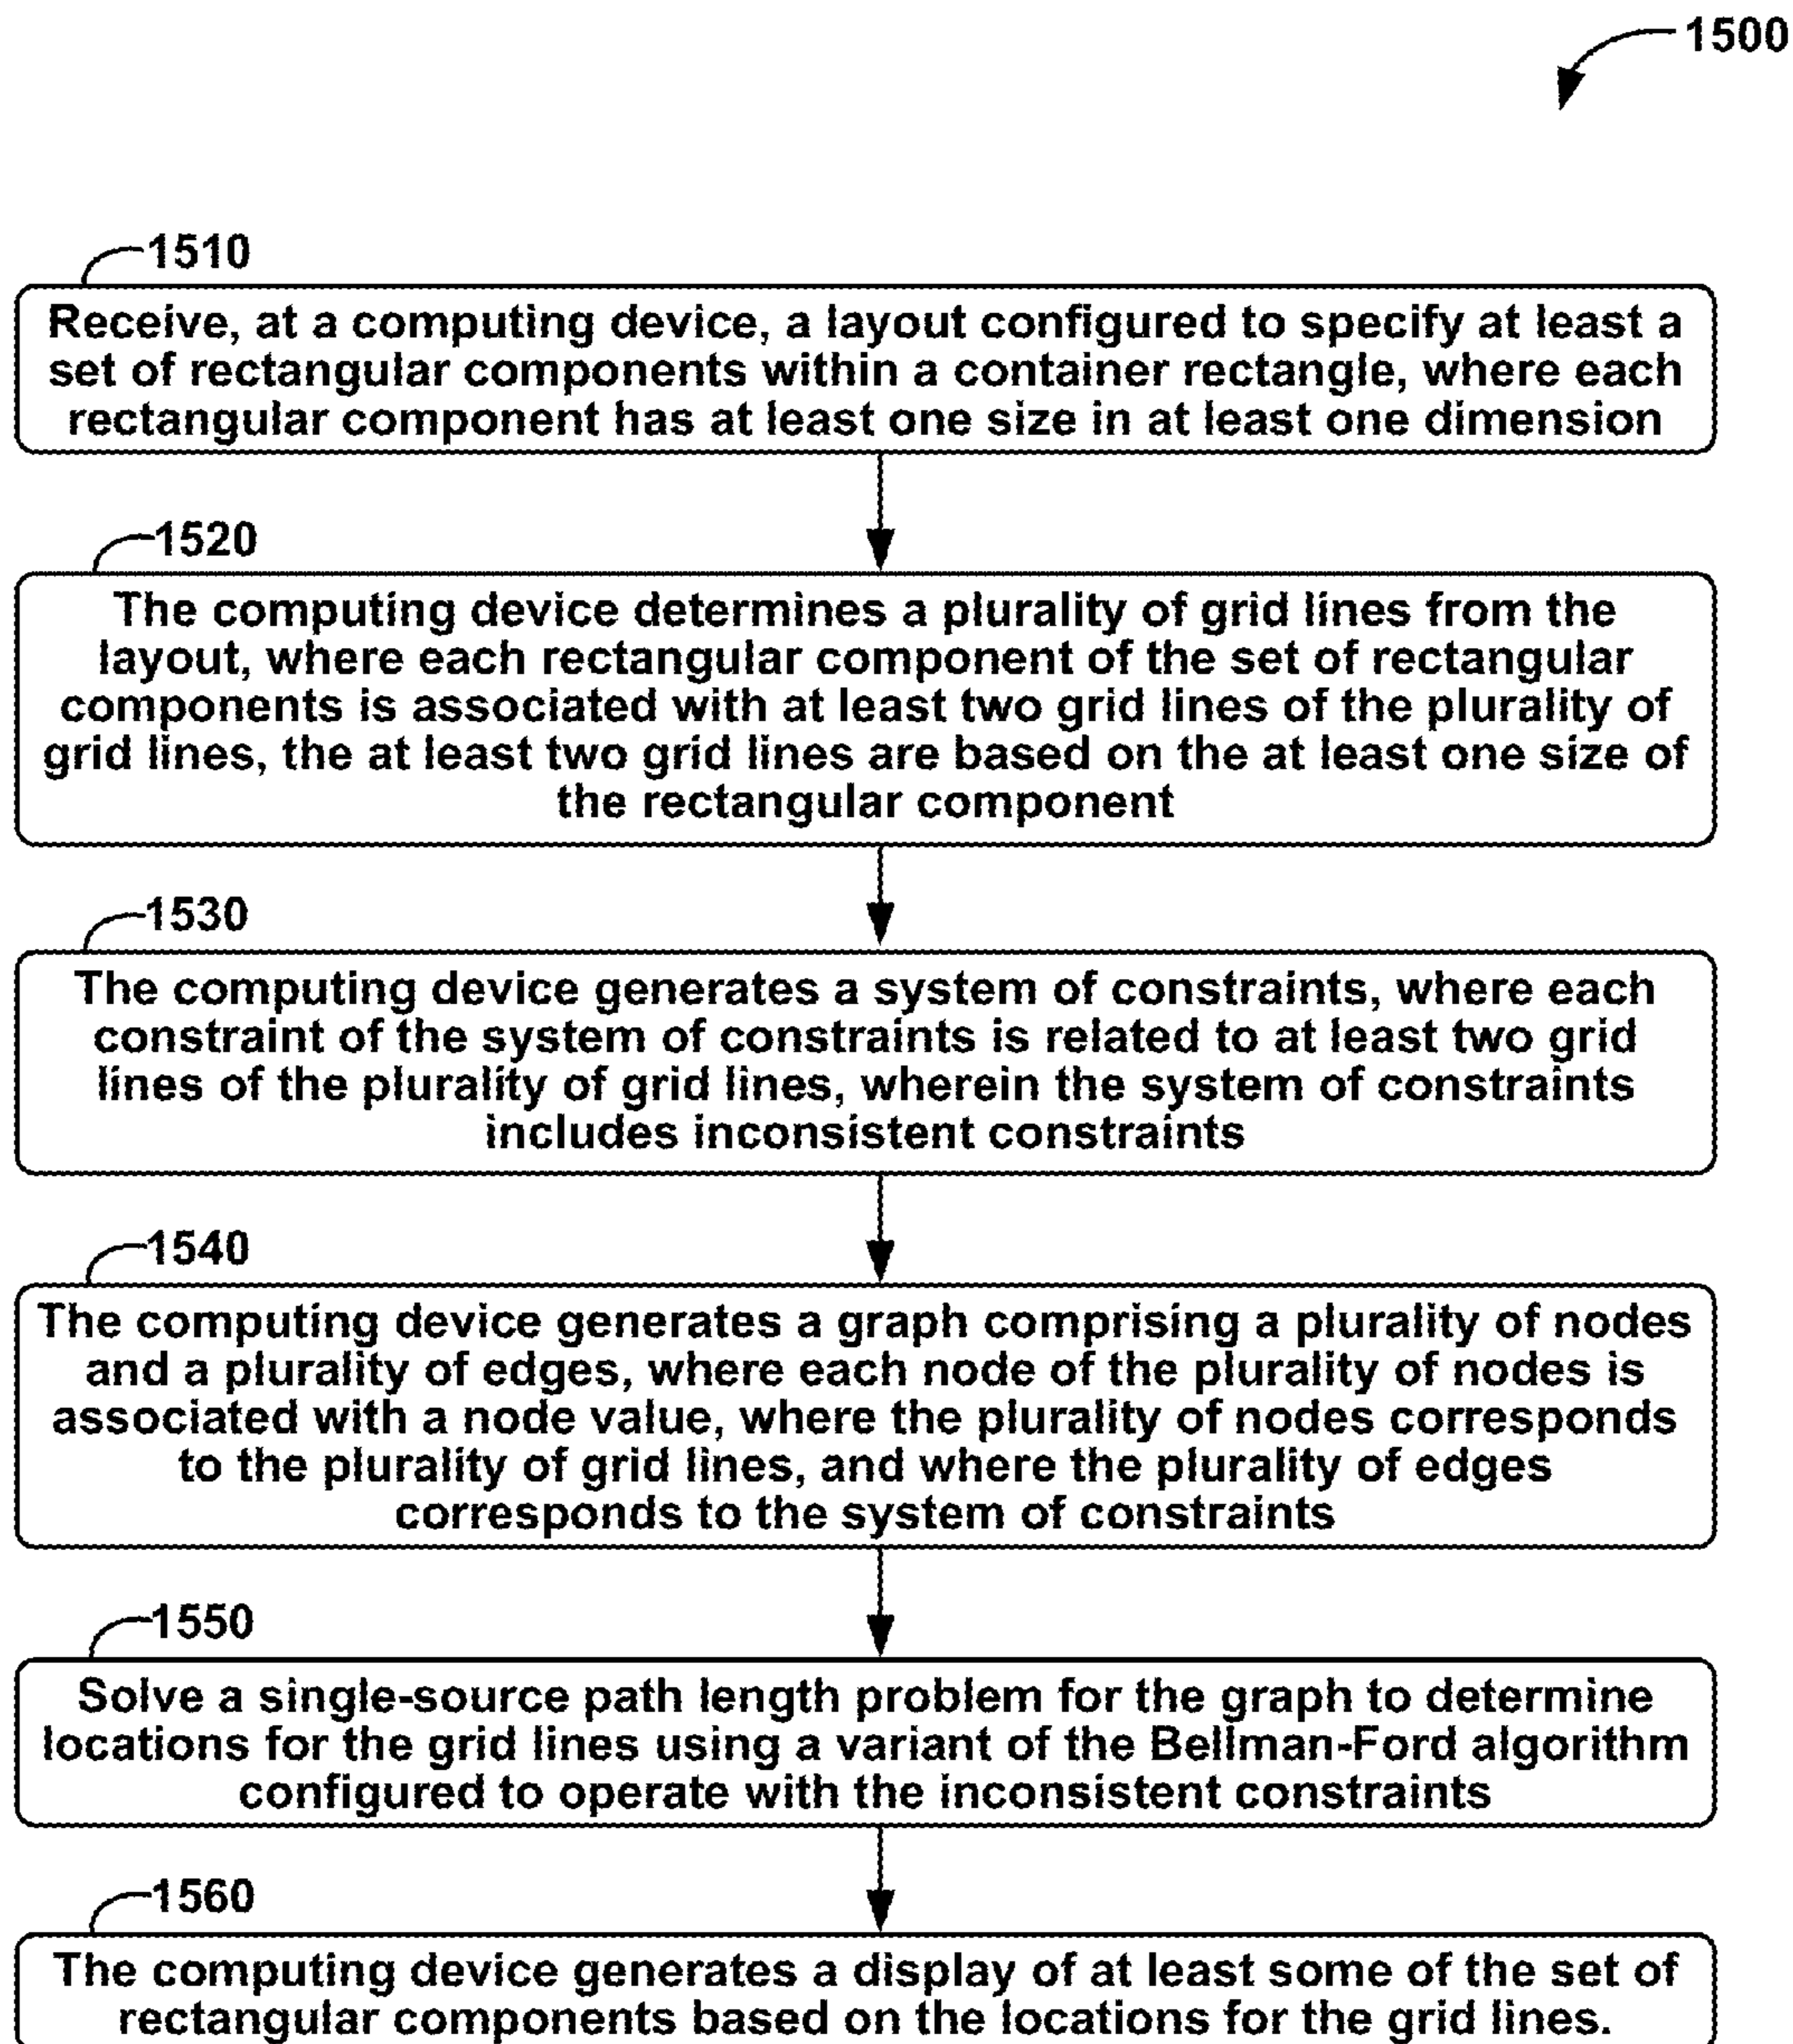 1500
1510
Receive, at a computing device, a layout configured to specify at least a
set of rectangular components within a container rectangle, where each
rectangular component has at least one size in at least one dimension
1520
The computing device determines a plurality of grid lines from the
layout, where each rectangular component of the set of rectangular
components is associated with at least two grid lines of the plurality of
grid lines, the at least two grid lines are based on the at least one size of
the rectangular component
1530
The computing device generates a system of constraints, where each
constraint of the system of constraints is related to at least two grid
lines of the plurality of grid lines, wherein the system of constraints
includes inconsistent constraints
1540
The computing device generates a graph comprising a plurality of nodes
and a plurality of edges, where each node of the plurality of nodes is
associated with a node value, where the plurality of nodes corresponds
to the plurality of grid lines, and where the plurality of edges
corresponds to the system of constraints
1550
Solve a single-source path length problem for the graph to determine
locations for the grid lines using a variant of the Bellman-Ford algorithm
configured to operate with the inconsistent constraints
1560
The computing device generates a display of at least some of the set of
rectangular components based on the locations for the grid lines.